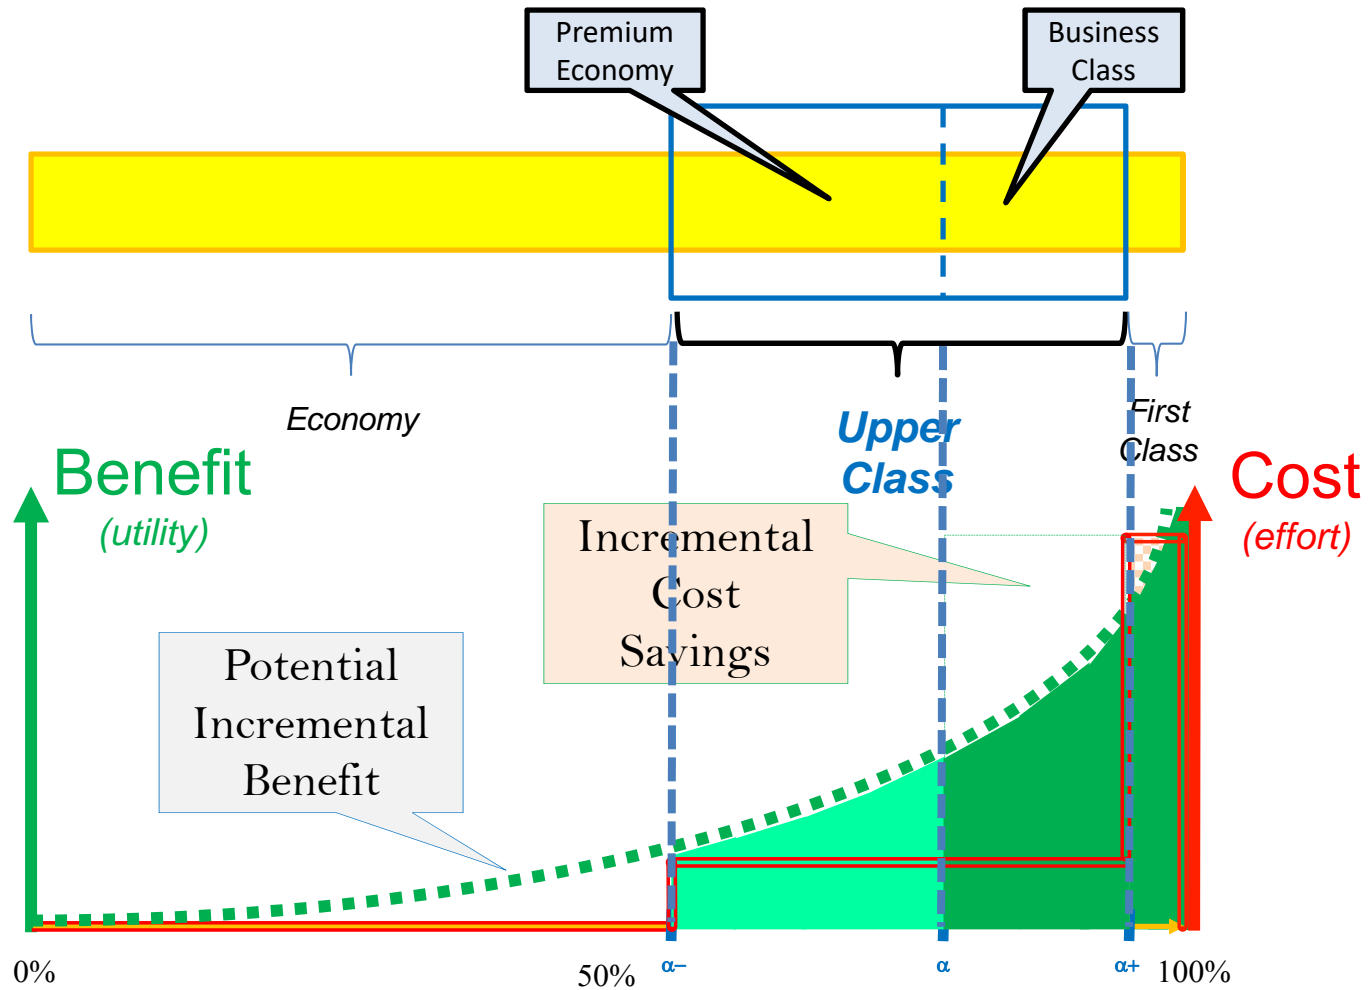 Premium
Economy
Business
Class
Economy
Upper
Class
First
Class
Benefit
(utility)
Cost
(effort)
Incremental
Cost
Savings
Potential
Incremental
Benefit
0%
50%
α−
α
α+
100%